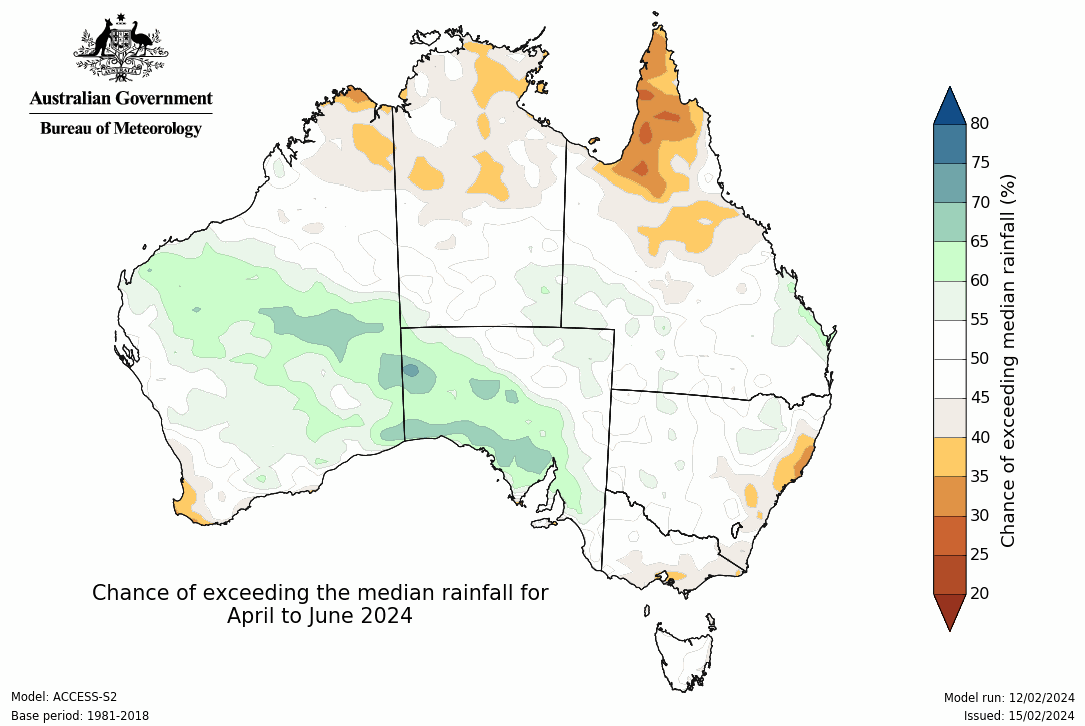 Australian Government
Bureau of Meteorology
80
75
70
65
60
55
50
45
40
35
30
25
20
Chance of exceeding median rainfall (%)
Chance of exceeding the median rainfall for
April to June 2024
Model: ACCESS-S2
Base period: 1981-2018
Model run: 12/02/2024
Issued: 15/02/2024